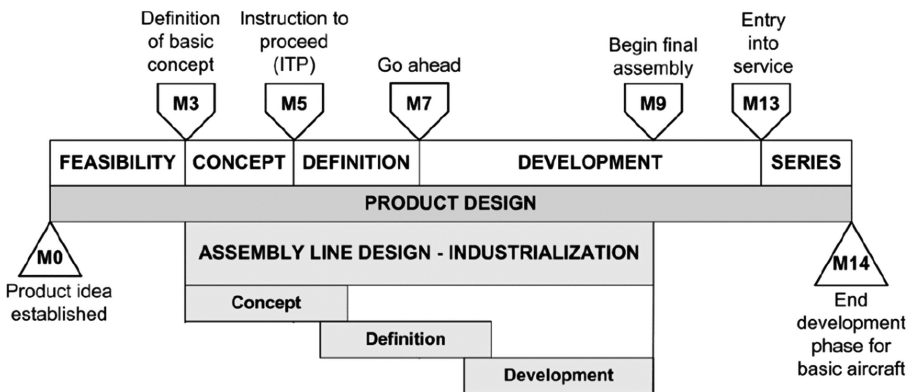 Definition
of basic
concept
Instruction to
proceed
(ITP)
Go ahead
Begin final
assembly
Entry
into
service
M3
M5
M7
M9
M13
FEASIBILITY
CONCEPT
DEFINITION
DEVELOPMENT
SERIES
PRODUCT DESIGN
M0
Product idea
established
ASSEMBLY LINE DESIGN - INDUSTRIALIZATION
Concept
Definition
Development
M14
End
development
phase for
basic aircraft